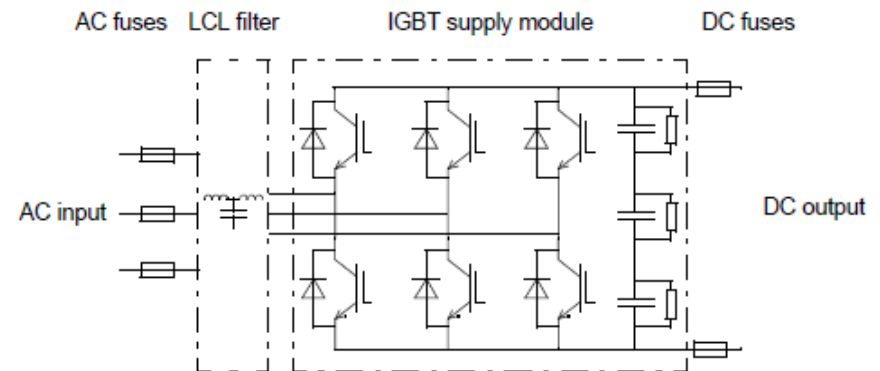 AC fuses LCL filter IGBT supply module DC fuses
AC input DC output